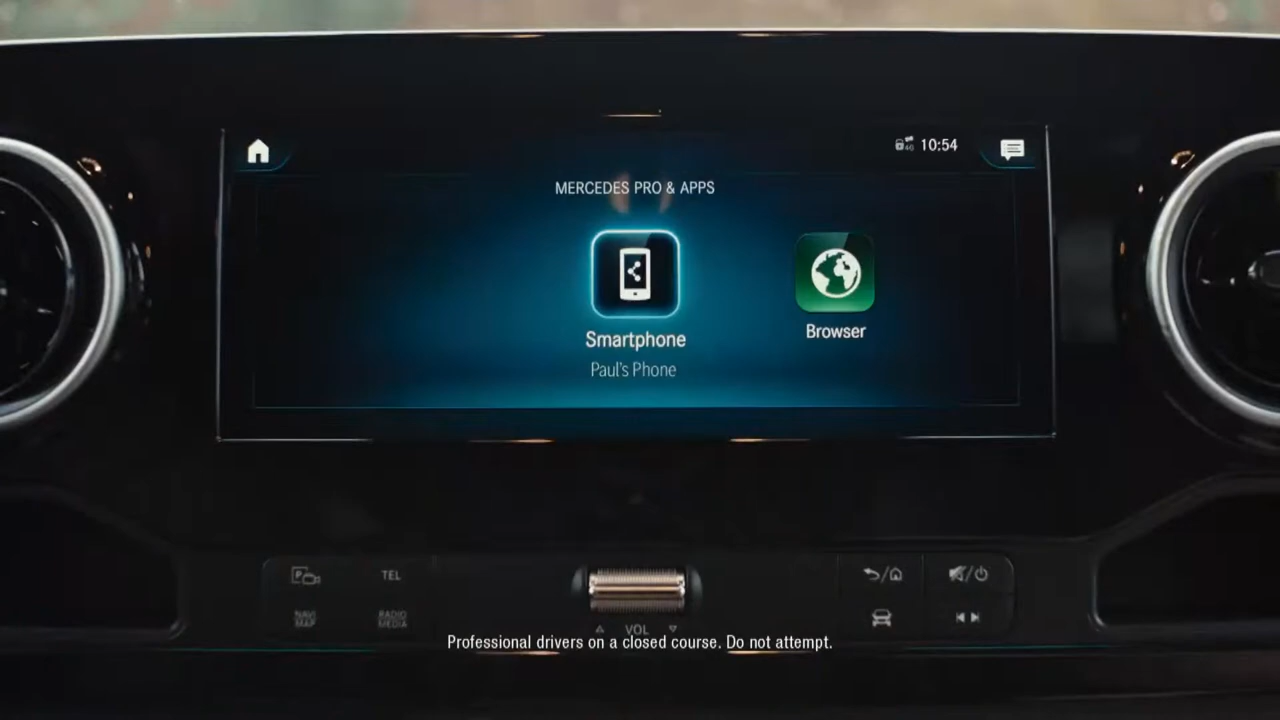 4G 10:54
MERCEDES PRO & APPS
Smartphone
Browser
Paul's Phone
P
TEL
NAVI
MAP
RADIO
MEDIA
VOL
Professional drivers on a closed course. Do not attempt.